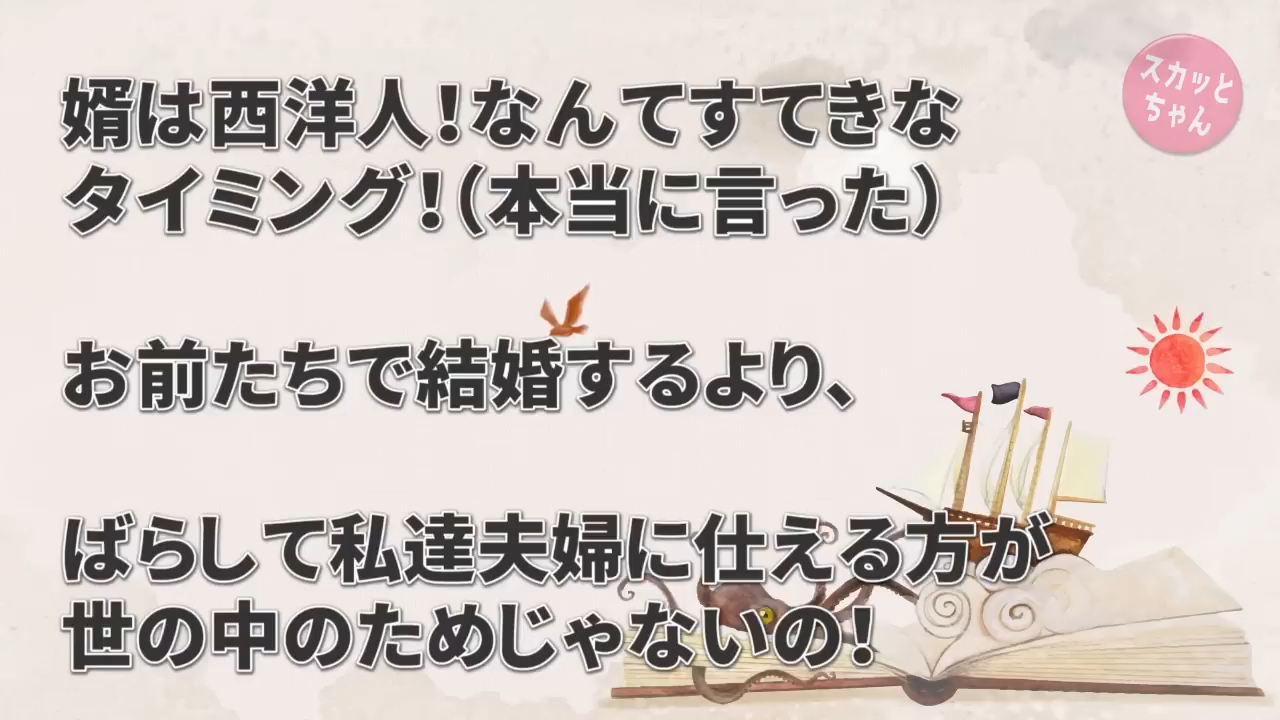 スカッと
ちゃん
婿は西洋人！なんてすてきな
タイミング！（本当に言った）
お前たちで結婚するより、
ばらして私達夫婦に仕える方が
世の中のためじゃないの！